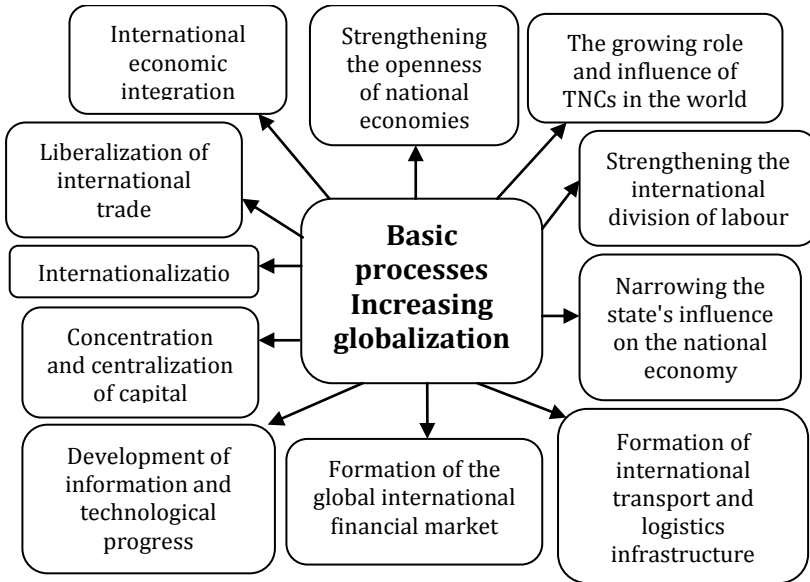 International
economic
integration
Strengthening
the openness
of national
economies
The growing role
and influence of
TNCs in the world
Liberalization of
international
trade
Strengthening the
international
division of labour
Basic
processes
Increasing
globalization
Internationalizatio
Narrowing the
state's influence
on the national
economy
Concentration
and centralization
of capital
Development of
information and
technological
progress
Formation of the
global international
financial market
Formation of
international
transport and
logistics
infrastructure